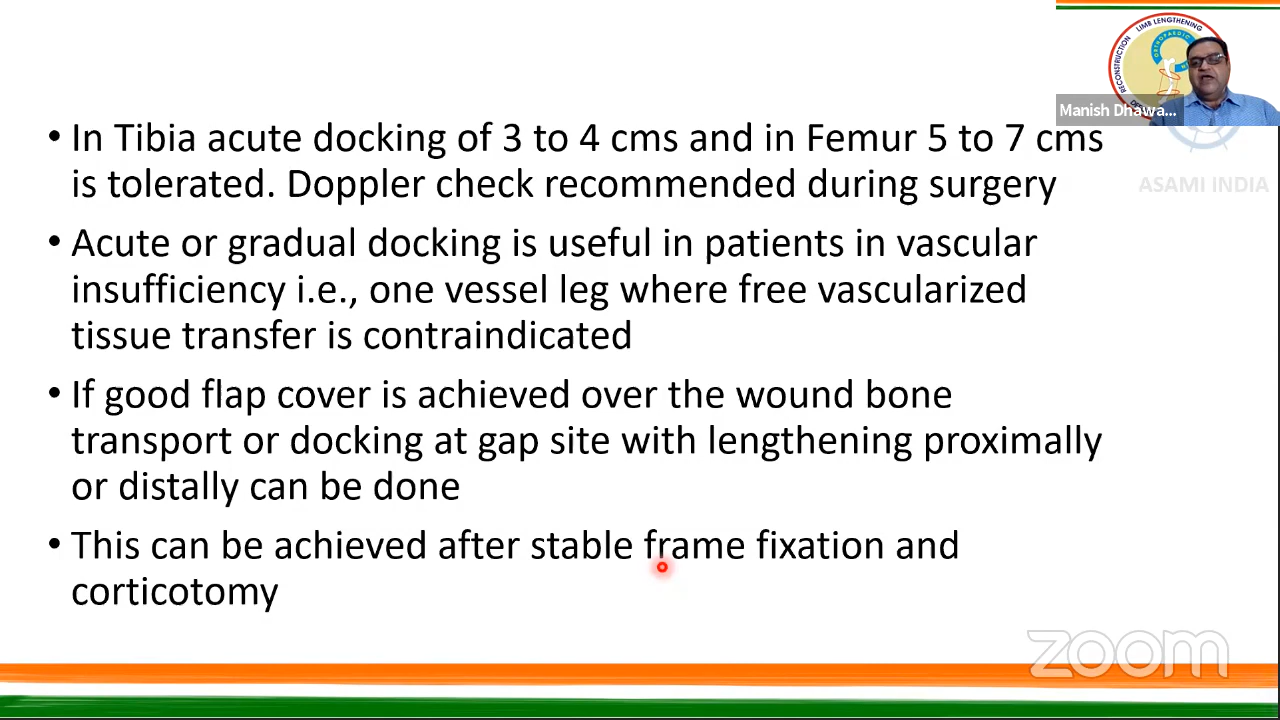 RECONSTRUCTION
LIMB LENGTHENING
ORTHOPAEDIC
Manish Dhawa...
ASAMI INDIA
• In Tibia acute docking of 3 to 4 cms and in Femur 5 to 7 cms
is tolerated. Doppler check recommended during surgery
• Acute or gradual docking is useful in patients in vascular
insufficiency i.e., one vessel leg where free vascularized
tissue transfer is contraindicated
• If good flap cover is achieved over the wound bone
transport or docking at gap site with lengthening proximally
or distally can be done
• This can be achieved after stable frame fixation and
corticotomy
zoom